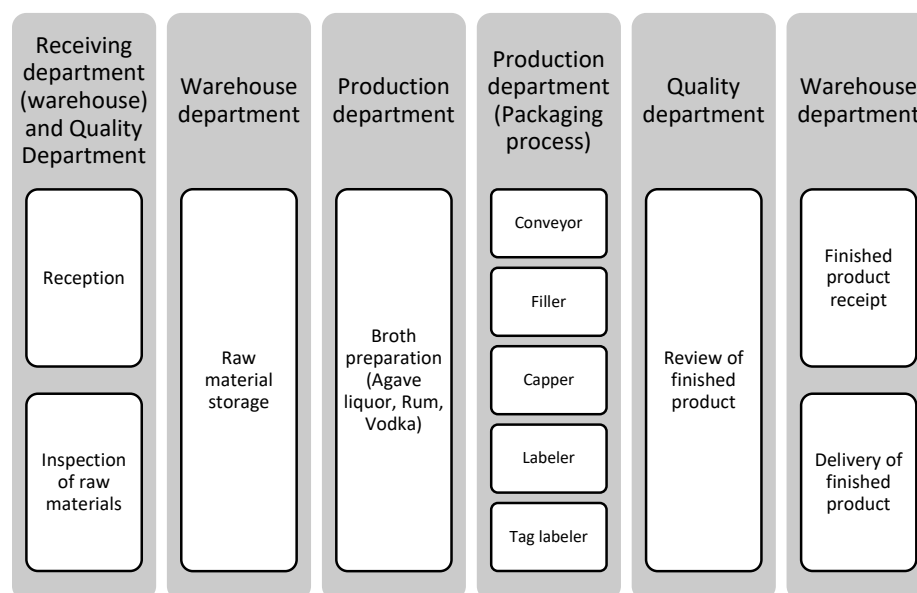 Receiving
department
(warehouse)
and Quality
Department
Reception
Inspection
of raw
materials
Warehouse
department
Raw
material
storage
Production
department
Broth
preparation
(Agave
liquor, Rum,
Vodka)
Production
department
(Packaging
process)
Conveyor
Filler
Capper
Labeler
Tag labeler
Quality
department
Review of
finished
product
Warehouse
department
Finished
product
receipt
Delivery of
finished
product